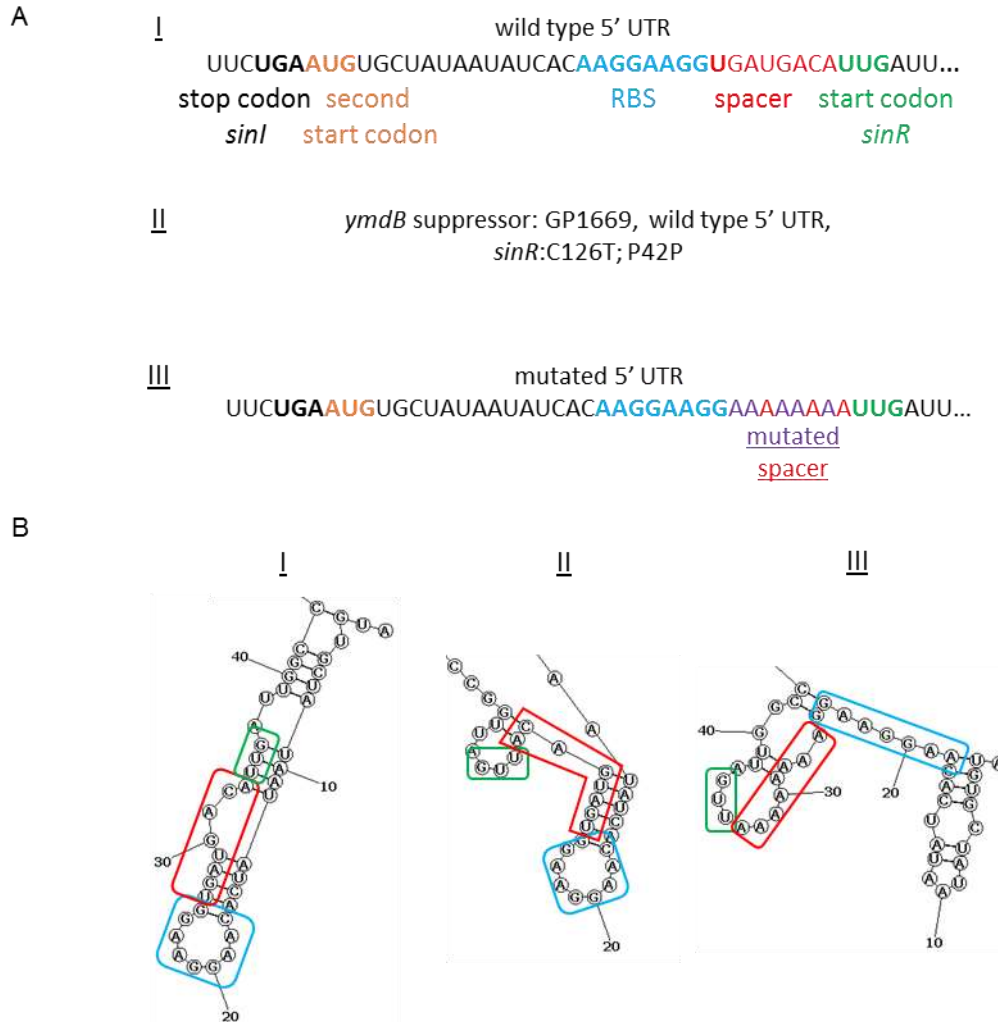 A
I
wild type 5’ UTR
UUCUGAAUGUGCUAUAAUAUCACAAGGAAGGUGAUGACAUUGAUU...
stop codon second RBS spacer start codon
sinI start codon sinR
II
ymdB suppressor: GP1669, wild type 5’ UTR,
sinR:C126T; P42P
III
mutated 5’ UTR
UUCUGAAUGUGCUAUAAUAUCACAAGGAAGGAAAAAAAAUUGAUU...
mutated
spacer
B
I
II
III
40
10
30
20
20
40
30
20
10